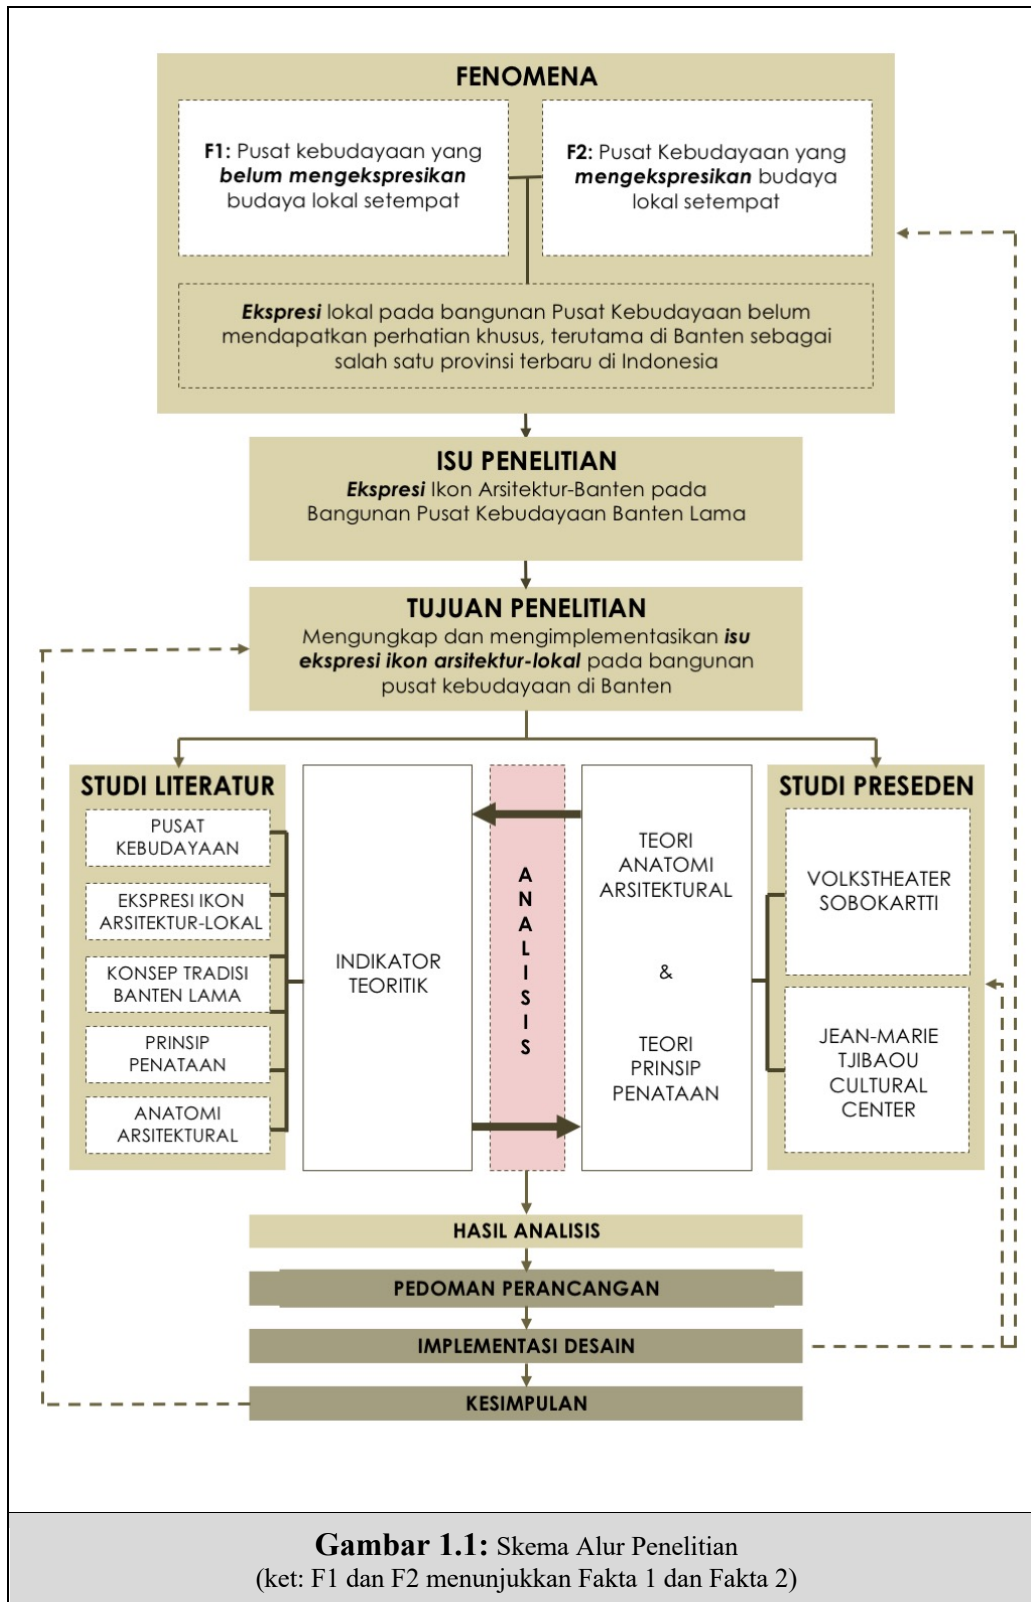 FENOMENA
F1: Pusat kebudayaan yang
belum mengekspresikan
budaya lokal setempat
F2: Pusat Kebudayaan yang
mengekspresikan budaya
lokal setempat
Ekspresi lokal pada bangunan Pusat Kebudayaan belum
mendapatkan perhatian khusus, terutama di Banten sebagai
salah satu provinsi terbaru di Indonesia
ISU PENELITIAN
Ekspresi Ikon Arsitektur-Banten pada
Bangunan Pusat Kebudayaan Banten Lama
TUJUAN PENELITIAN
Mengungkap dan mengimplementasikan isu
ekspresi ikon arsitektur-lokal pada bangunan
pusat kebudayaan di Banten
STUDI LITERATUR
PUSAT
KEBUDAYAAN
EKSPRESI IKON
ARSITEKTUR-LOKAL
KONSEP TRADISI
BANTEN LAMA
PRINSIP
PENATAAN
ANATOMI
ARSITEKTURAL
INDIKATOR
TEORITIK
A
N
A
L
I
S
I
S
TEORI
ANATOMI
ARSITEKTURAL
&
TEORI
PRINSIP
PENATAAN
STUDI PRESEDEN
VOLKSTHEATER
SOBOKARTTI
JEAN-MARIE
TJIBAOU
CULTURAL
CENTER
HASIL ANALISIS
PEDOMAN PERANCANGAN
IMPLEMENTASI DESAIN
KESIMPULAN
Gambar 1.1: Skema Alur Penelitian
(ket: F1 dan F2 menunjukkan Fakta 1 dan Fakta 2)